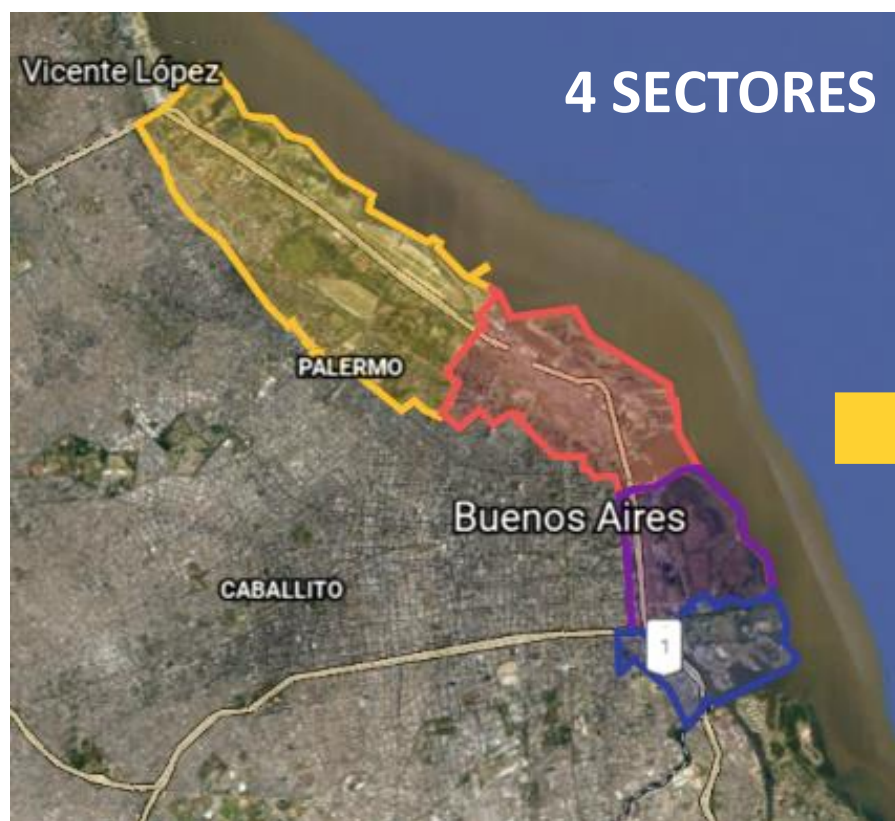 Vicente López
4 SECTORES
PALERMO
Buenos Aires
CABALLITO
1